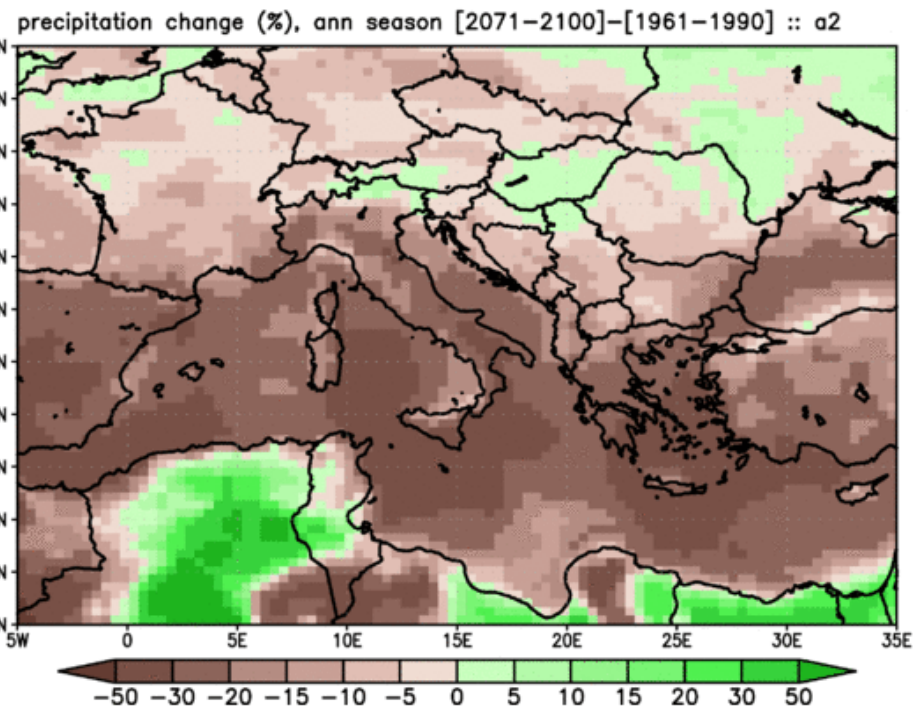 precipitation change (%), ann season [2071−2100]−[1961−1990] :: a2
N
N
N
N
N
N
N
N
N
N
N
N
5W 0 5E 10E 15E 20E 25E 30E 35E
−50 −30 −20 −15 −10 −5 0 5 10 15 20 30 50